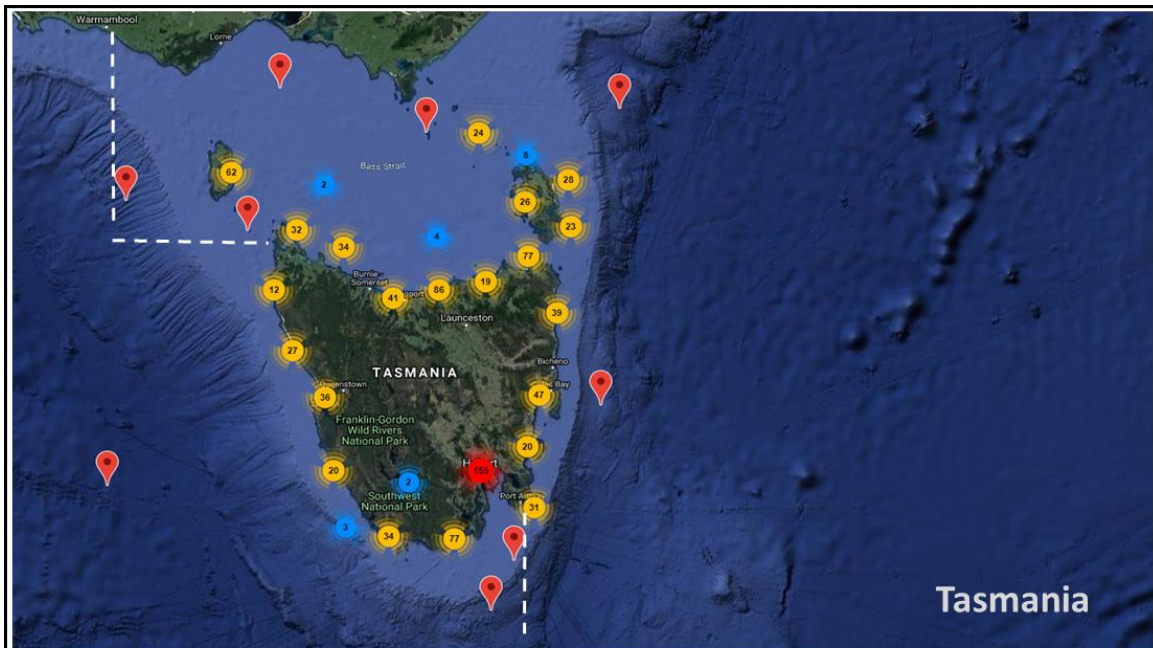 Warrnambool
Lorne
24
8
Bass Strait
62
2
28
26
23
32
4
34
77
Burnie -
Somerset
12
41
86
19
39
Launceston
27
Bicheno
TASMANIA
36
47
Franklin-Gordon
Wild Rivers
National Park
20
20
155
2
Southwest
National Park
31
3
34
77
Tasmania